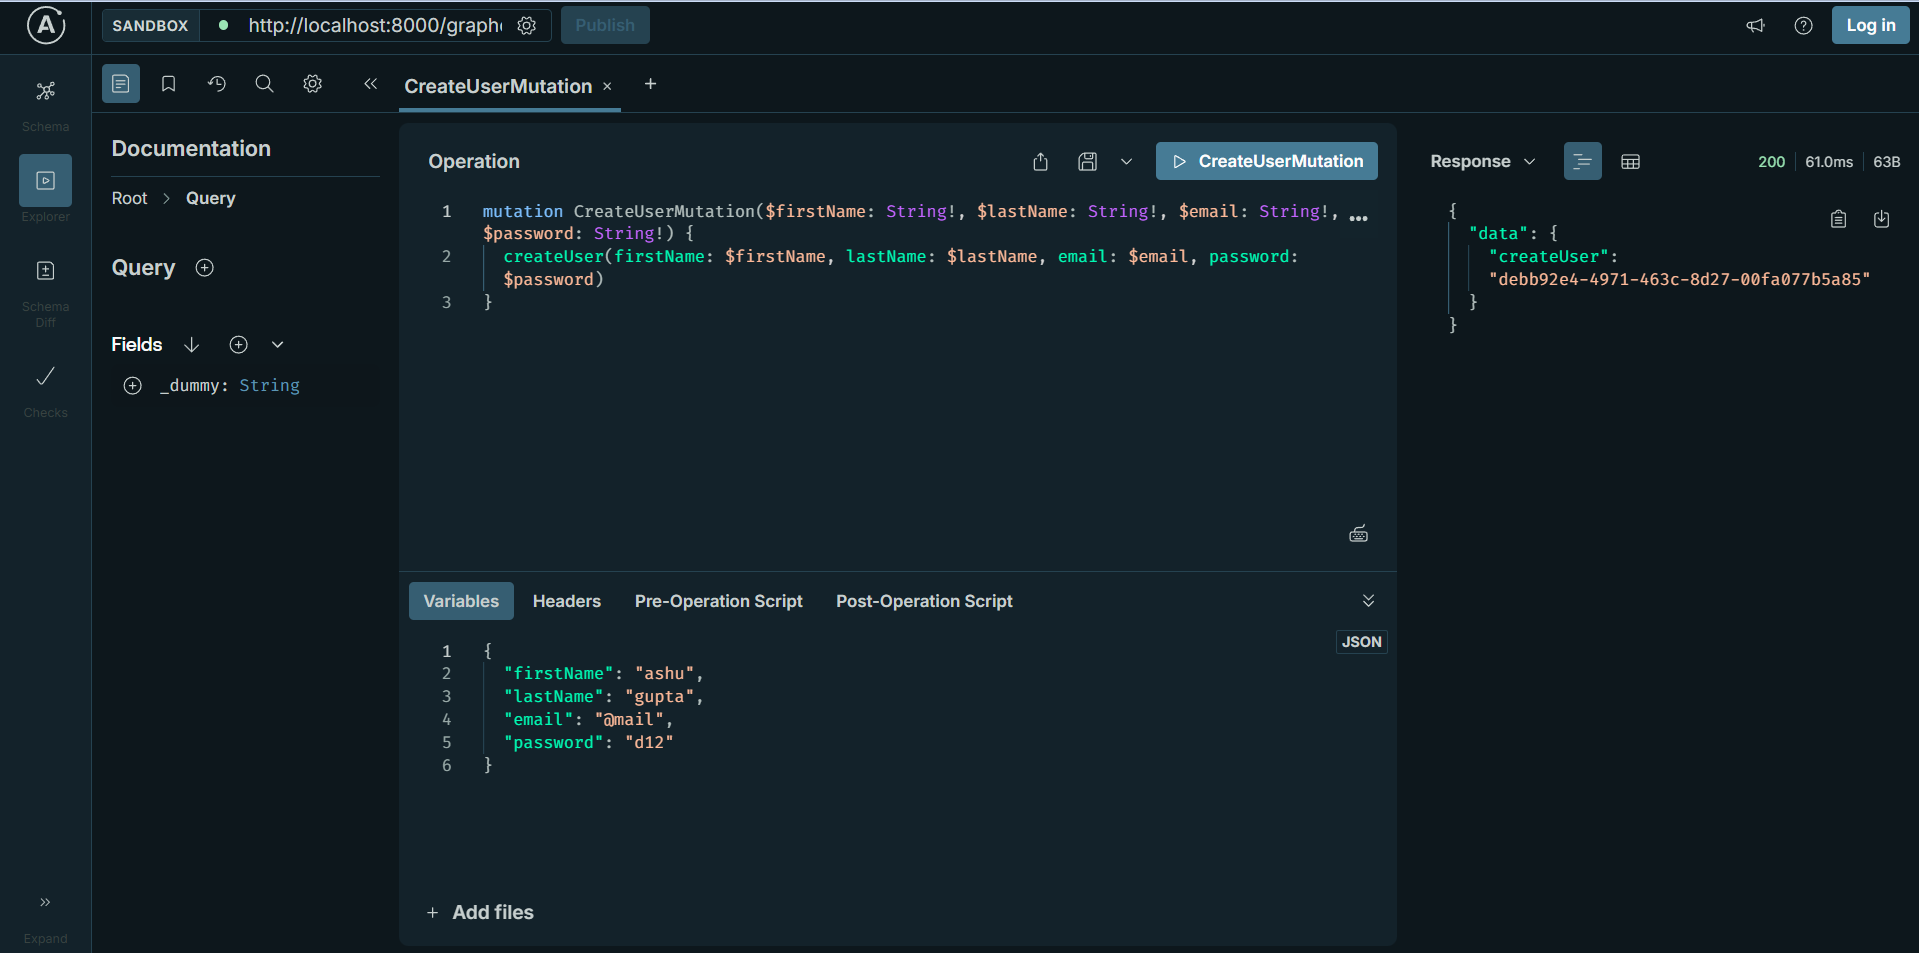 SANDBOX http://localhost:8000/graph Publish Log in
CreateUserMutation
Schema
Explorer
Schema
Diff
Checks
Expand
Documentation
Root > Query
Query
Fields
_dummy: String
Operation
CreateUserMutation
1 mutation CreateUserMutation($firstName: String!, $lastName: String!, $email: String!,
$password: String!) {
2 createUser(firstName: $firstName, lastName: $lastName, email: $email, password:
$password)
3 }
Variables Headers Pre-Operation Script Post-Operation Script
JSON
1 {
2 "firstName": "ashu",
3 "lastName": "gupta",
4 "email": "@mail",
5 "password": "d12"
6 }
+ Add files
Response 200 61.0ms 63B
{
"data": {
"createUser":
"debb92e4-4971-463c-8d27-00fa077b5a85"
}
}